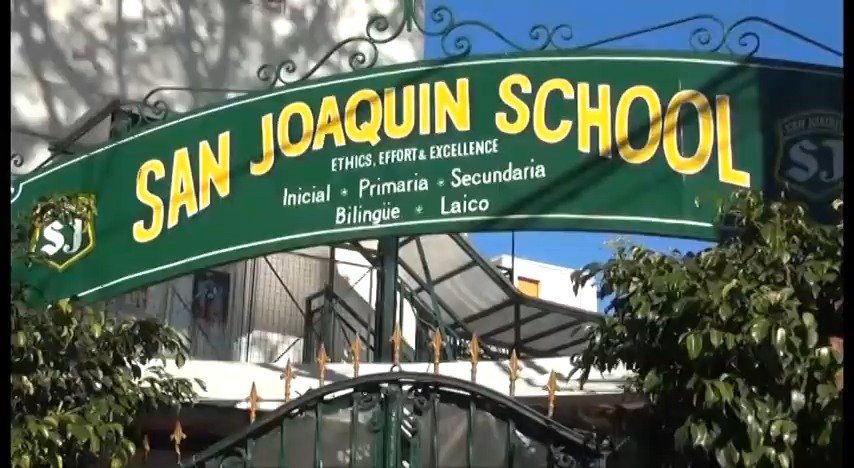 SAN JOAQUIN SCHOOL
ETHICS, EFFORT & EXCELLENCE
Inicial * Primaria * Secundaria
Bilingüe * Laico
SJ
SJ